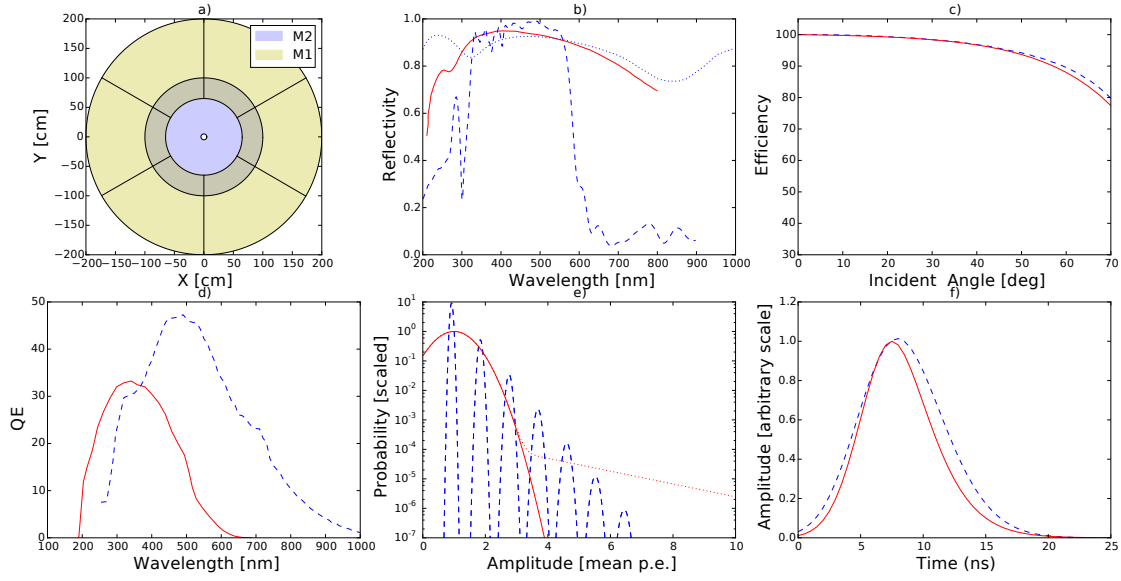 a)
200
150
100
50
0
−50
−100
−150
−200
Y [cm]
−200 −150 −100 −50 0 50 100 150 200
X [cm]
M2
M1
b)
1.0
0.8
0.6
0.4
0.2
0.0
Reflectivity
200 300 400 500 600 700 800 900 1000
Wavelength [nm]
c)
100
90
80
70
60
50
40
30
Efficiency
0 10 20 30 40 50 60 70
Incident Angle [deg]
d)
50
40
30
20
10
0
QE
100 200 300 400 500 600 700 800 900 1000
Wavelength [nm]
e)
10^1
10^0
10^-1
10^-2
10^-3
10^-4
10^-5
10^-6
10^-7
Probability [scaled]
0 2 4 6 8 10
Amplitude [mean p.e.]
f)
1.2
1.0
0.8
0.6
0.4
0.2
0.0
Amplitude [arbitrary scale]
0 5 10 15 20 25
Time (ns)